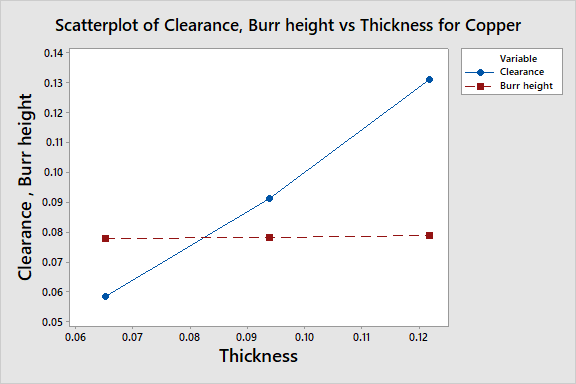 Scatterplot of Clearance, Burr height vs Thickness for Copper
0.14
0.13
0.12
0.11
0.10
0.09
0.08
0.07
0.06
0.05
Clearance , Burr height
0.06 0.07 0.08 0.09 0.10 0.11 0.12
Thickness
Variable
Clearance
Burr height